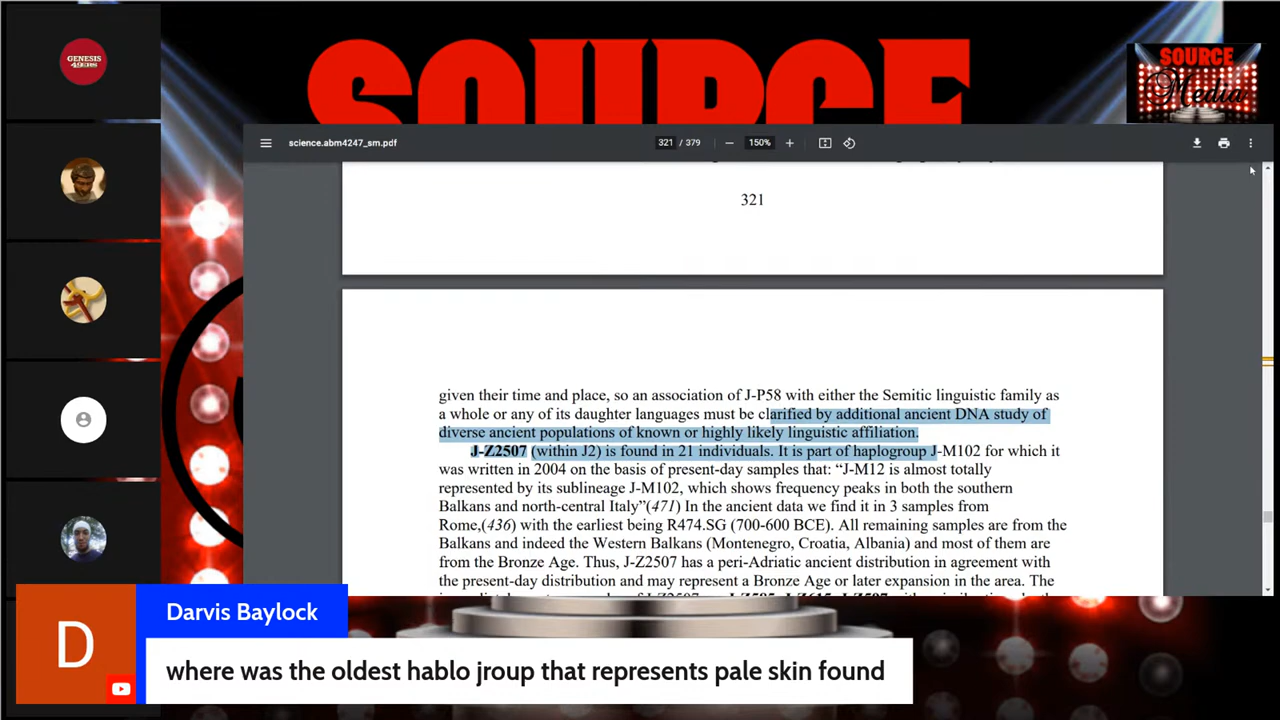 SOURCE
SOURCE
Media
GENESIS
49ERS
science.abm4247_sm.pdf
321 / 379
150%
321
given their time and place, so an association of J-P58 with either the Semitic linguistic family as
a whole or any of its daughter languages must be clarified by additional ancient DNA study of
diverse ancient populations of known or highly likely linguistic affiliation.
J-Z2507 (within J2) is found in 21 individuals. It is part of haplogroup J-M102 for which it
was written in 2004 on the basis of present-day samples that: “J-M12 is almost totally
represented by its sublineage J-M102, which shows frequency peaks in both the southern
Balkans and north-central Italy”(471) In the ancient data we find it in 3 samples from
Rome,(436) with the earliest being R474.SG (700-600 BCE). All remaining samples are from the
Balkans and indeed the Western Balkans (Montenegro, Croatia, Albania) and most of them are
from the Bronze Age. Thus, J-Z2507 has a peri-Adriatic ancient distribution in agreement with
the present-day distribution and may represent a Bronze Age or later expansion in the area. The
D
Darvis Baylock
where was the oldest hablo jroup that represents pale skin found